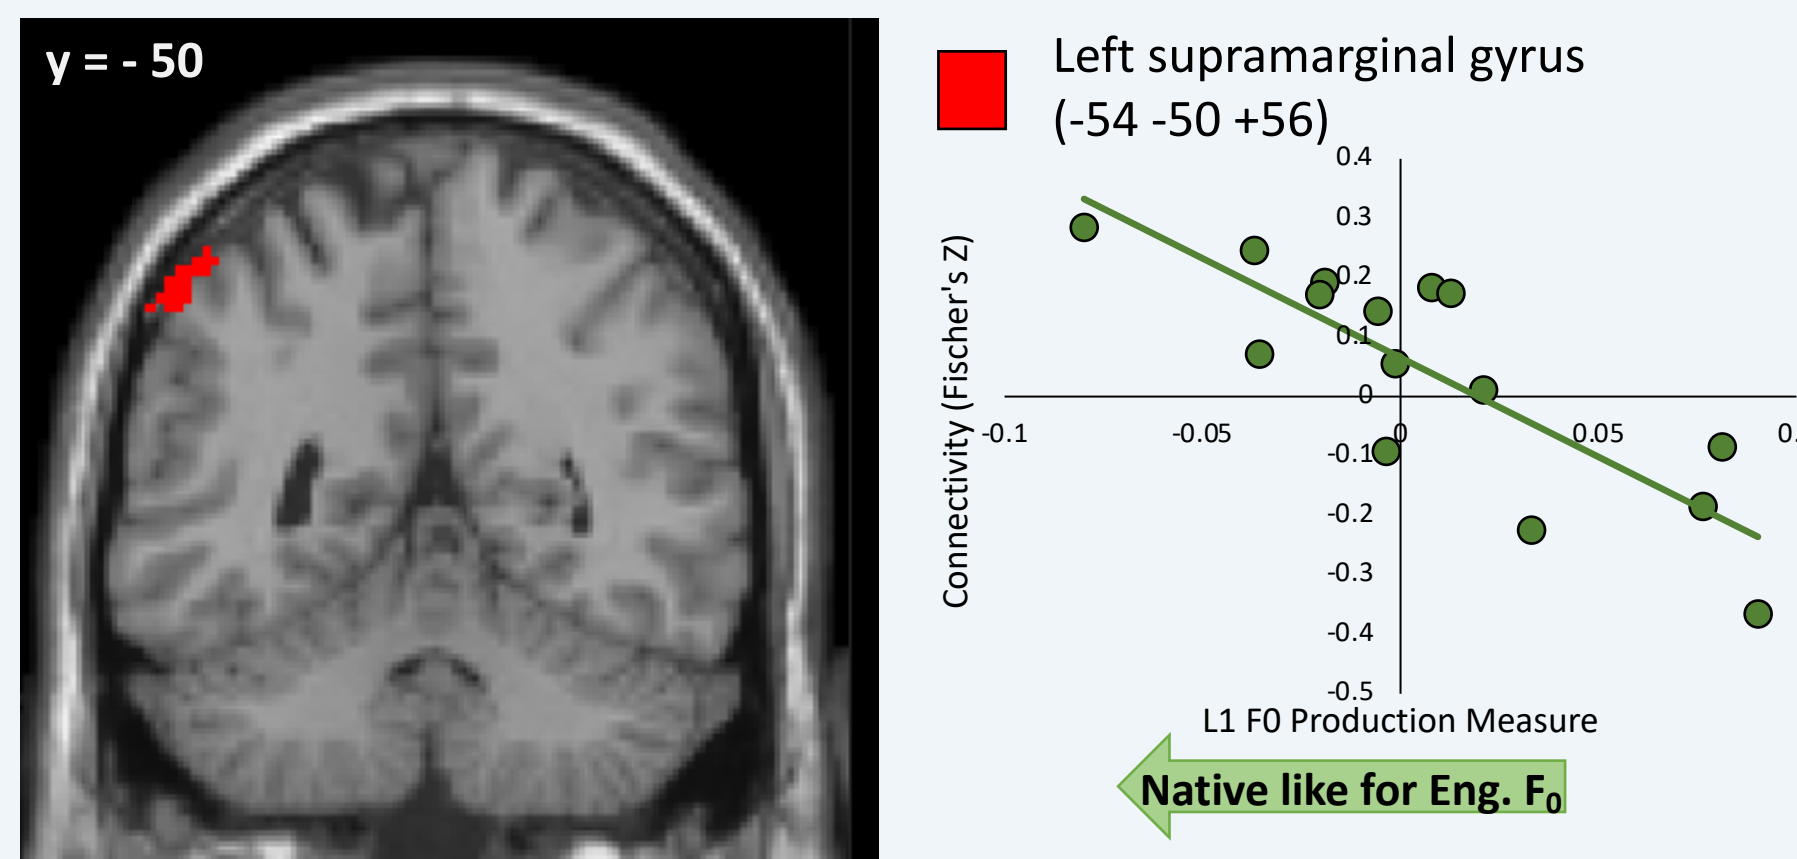 y = - 50
Left supramarginal gyrus
(-54 -50 +56)
Connectivity (Fischer's Z)
0.4
0.3
0.2
0.1
0
-0.1
-0.2
-0.3
-0.4
-0.5
-0.1
-0.05
0
0.05
0.
L1 F0 Production Measure
Native like for Eng. F₀